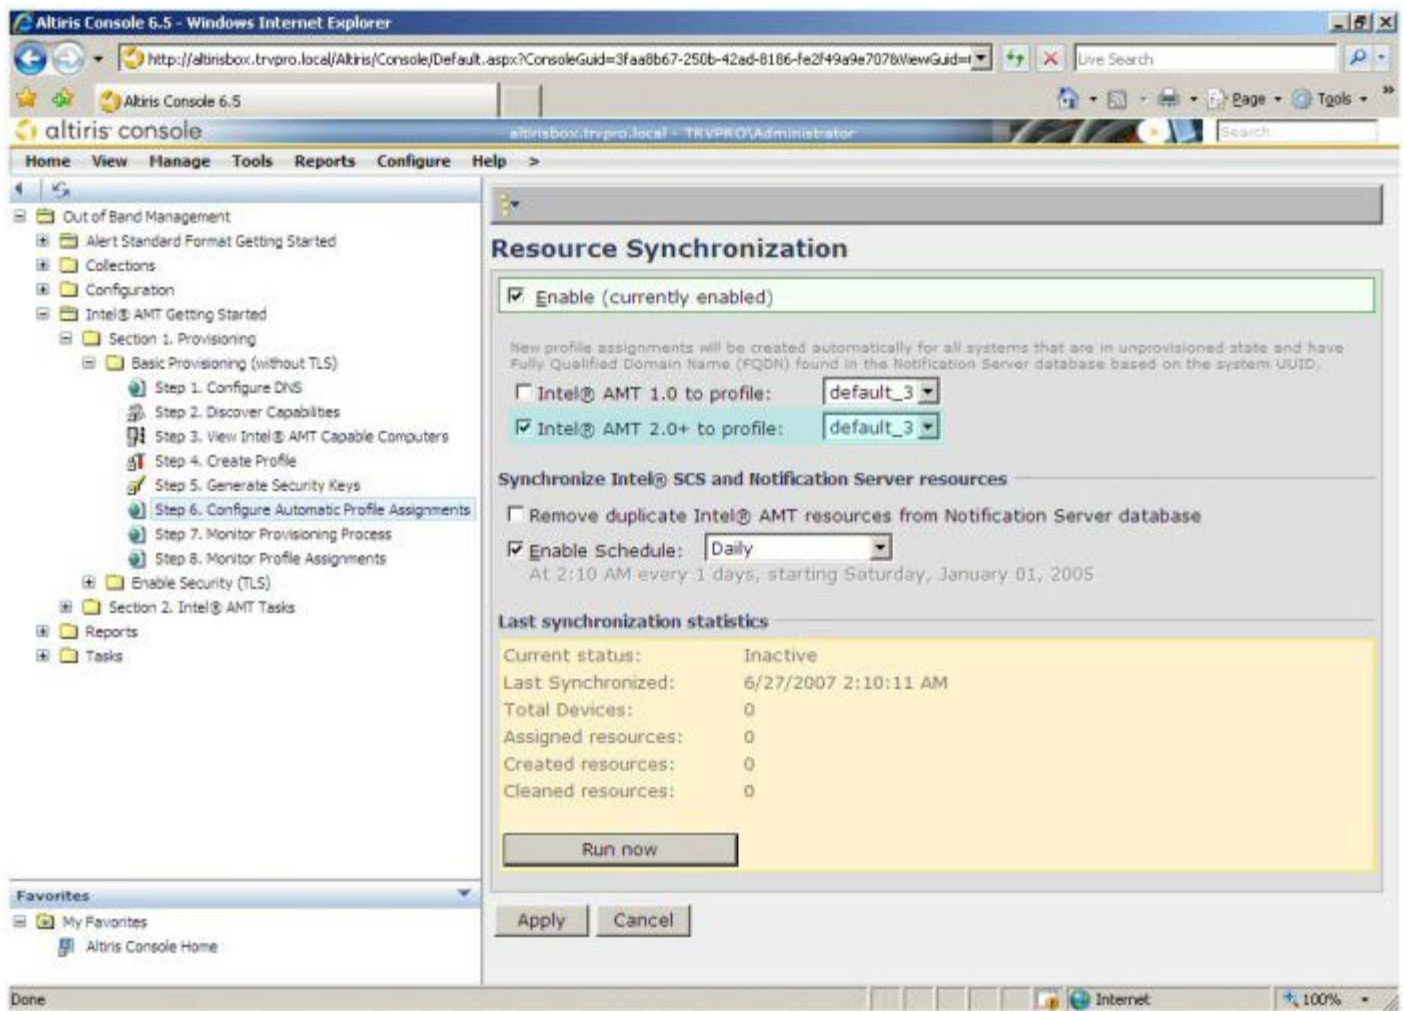 Altiris Console 6.5 - Windows Internet Explorer
http://altirisbox.trvpro.local/Altiris/Console/Default.aspx?ConsoleGuid=3faa8b67-250b-42ad-8186-fe2f49a9e707&ViewGuid=
Live Search
Altiris Console 6.5
Page
Tools
»
altiris console
altirisbox.trvpro.local - TRVPRO\Administrator
Search
Home View Manage Tools Reports Configure Help >
Out of Band Management
Alert Standard Format Getting Started
Collections
Configuration
Intel® AMT Getting Started
Section 1. Provisioning
Basic Provisioning (without TLS)
Step 1. Configure DNS
Step 2. Discover Capabilities
Step 3. View Intel® AMT Capable Computers
Step 4. Create Profile
Step 5. Generate Security Keys
Step 6. Configure Automatic Profile Assignments
Step 7. Monitor Provisioning Process
Step 8. Monitor Profile Assignments
Enable Security (TLS)
Section 2. Intel® AMT Tasks
Reports
Tasks
Favorites
My Favorites
Altiris Console Home
Resource Synchronization
Enable (currently enabled)
New profile assignments will be created automatically for all systems that are in unprovisioned state and have
Fully Qualified Domain Name (FQDN) found in the Notification Server database based on the system UUID.
Intel® AMT 1.0 to profile: default_3
Intel® AMT 2.0+ to profile: default_3
Synchronize Intel® SCS and Notification Server resources
Remove duplicate Intel® AMT resources from Notification Server database
Enable Schedule: Daily
At 2:10 AM every 1 days, starting Saturday, January 01, 2005
Last synchronization statistics
Current status: Inactive
Last Synchronized: 6/27/2007 2:10:11 AM
Total Devices: 0
Assigned resources: 0
Created resources: 0
Cleaned resources: 0
Run now
Apply Cancel
Done
Internet
100%